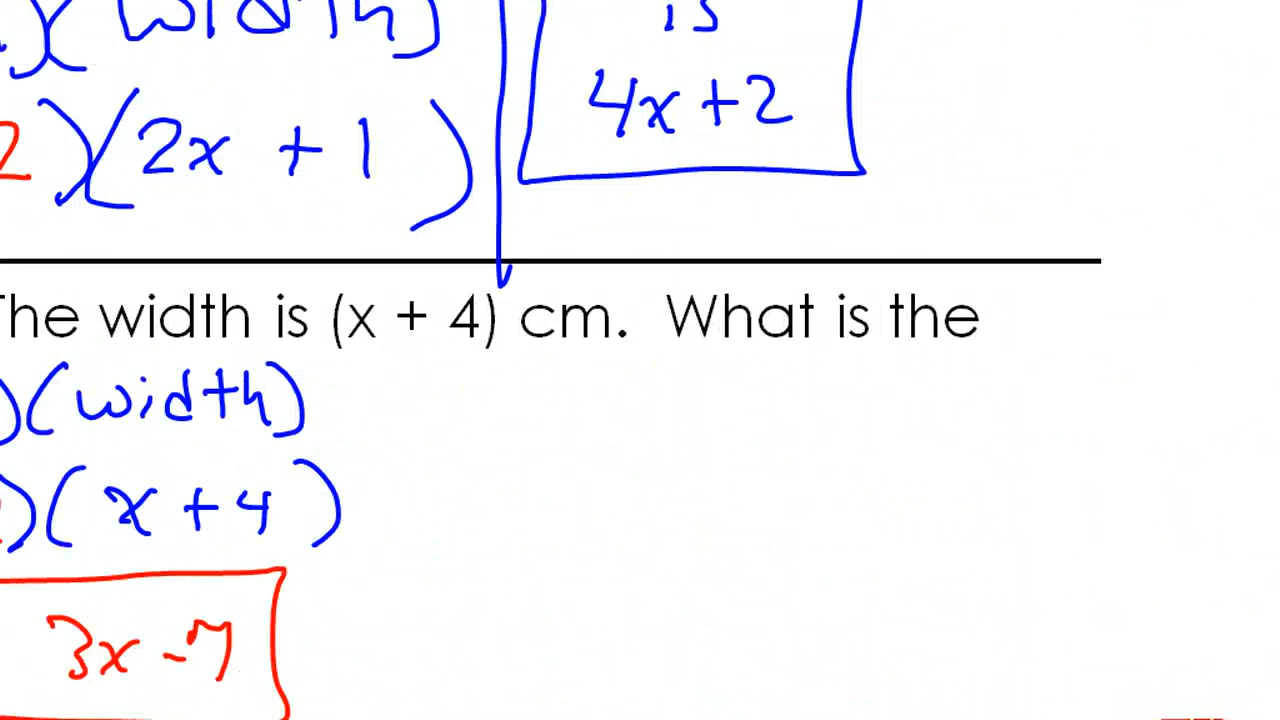 )(width)
is
4x+2
2)(2x + 1)
The width is (x + 4) cm. What is the
)(width)
)(x + 4)
3x - 7